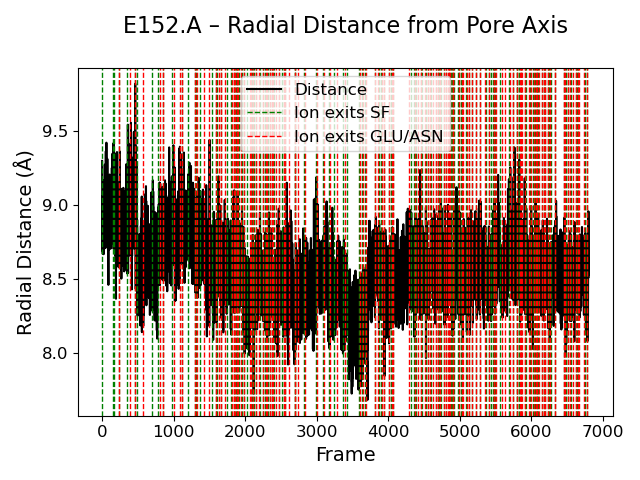 E152.A – Radial Distance from Pore Axis
Distance
Ion exits SF
Ion exits GLU/ASN
Radial Distance (Å)
9.5
9.0
8.5
8.0
0 1000 2000 3000 4000 5000 6000 7000
Frame